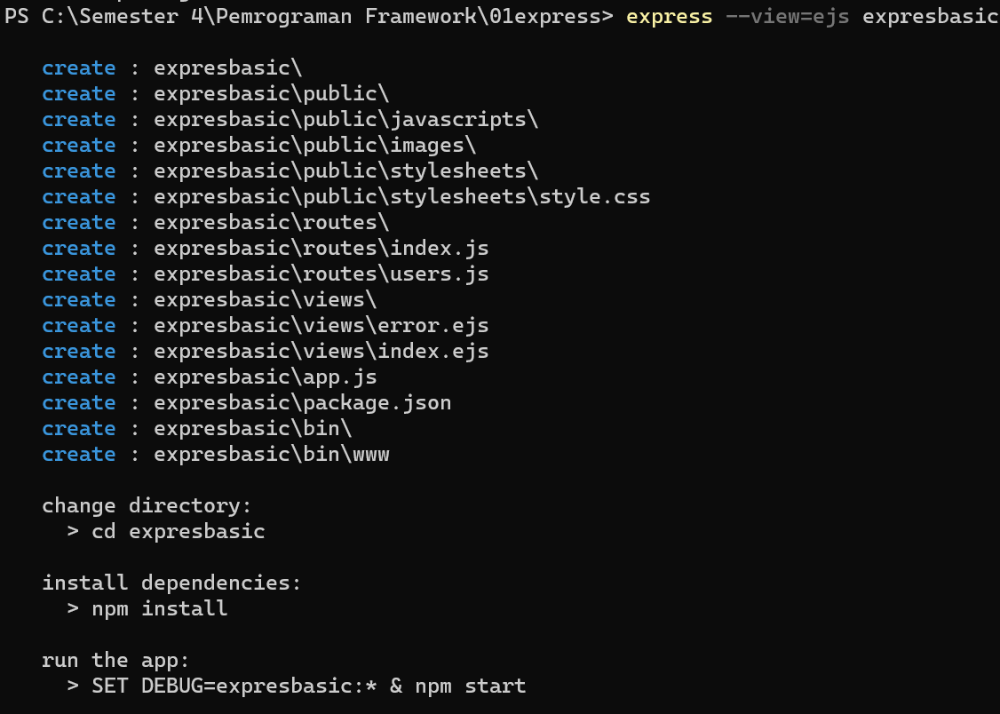 PS C:\Semester 4\Pemrograman Framework\01express> express --view=ejs expresbasic
create : expresbasic\
create : expresbasic\public\
create : expresbasic\public\javascripts\
create : expresbasic\public\images\
create : expresbasic\public\stylesheets\
create : expresbasic\public\stylesheets\style.css
create : expresbasic\routes\
create : expresbasic\routes\index.js
create : expresbasic\routes\users.js
create : expresbasic\views\
create : expresbasic\views\error.ejs
create : expresbasic\views\index.ejs
create : expresbasic\app.js
create : expresbasic\package.json
create : expresbasic\bin\
create : expresbasic\bin\www
change directory:
> cd expresbasic
install dependencies:
> npm install
run the app:
> SET DEBUG=expresbasic:* & npm start